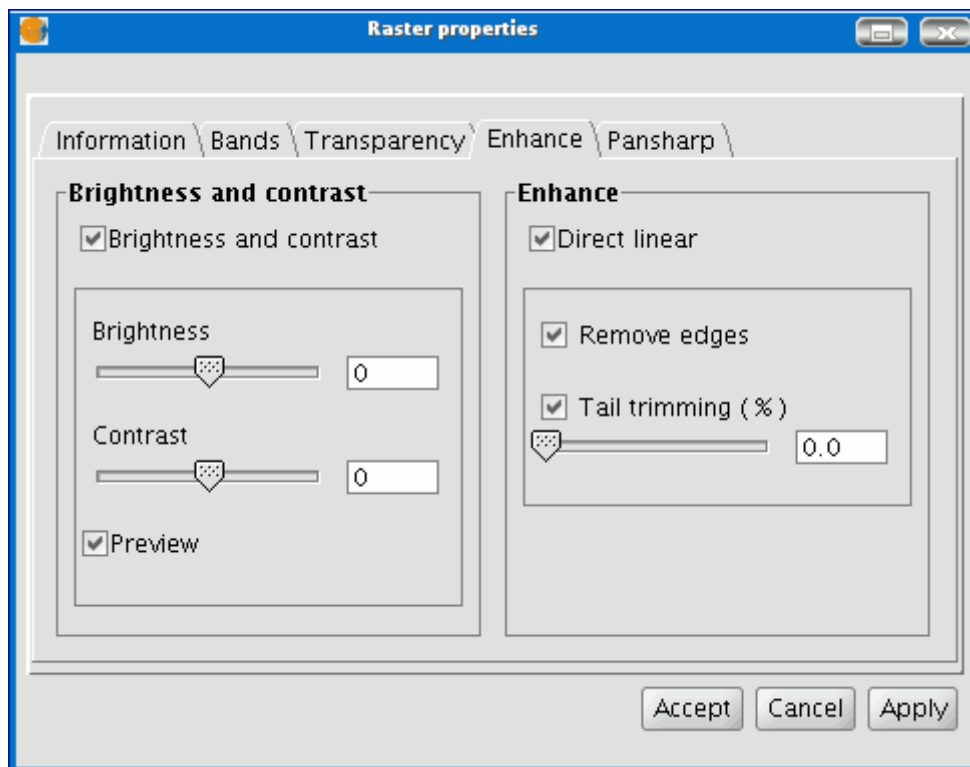 Raster properties
Information Bands Transparency Enhance Pansharp
Brightness and contrast
Brightness and contrast
Brightness
0
Contrast
0
Preview
Enhance
Direct linear
Remove edges
Tail trimming ( % )
0.0
Accept Cancel Apply